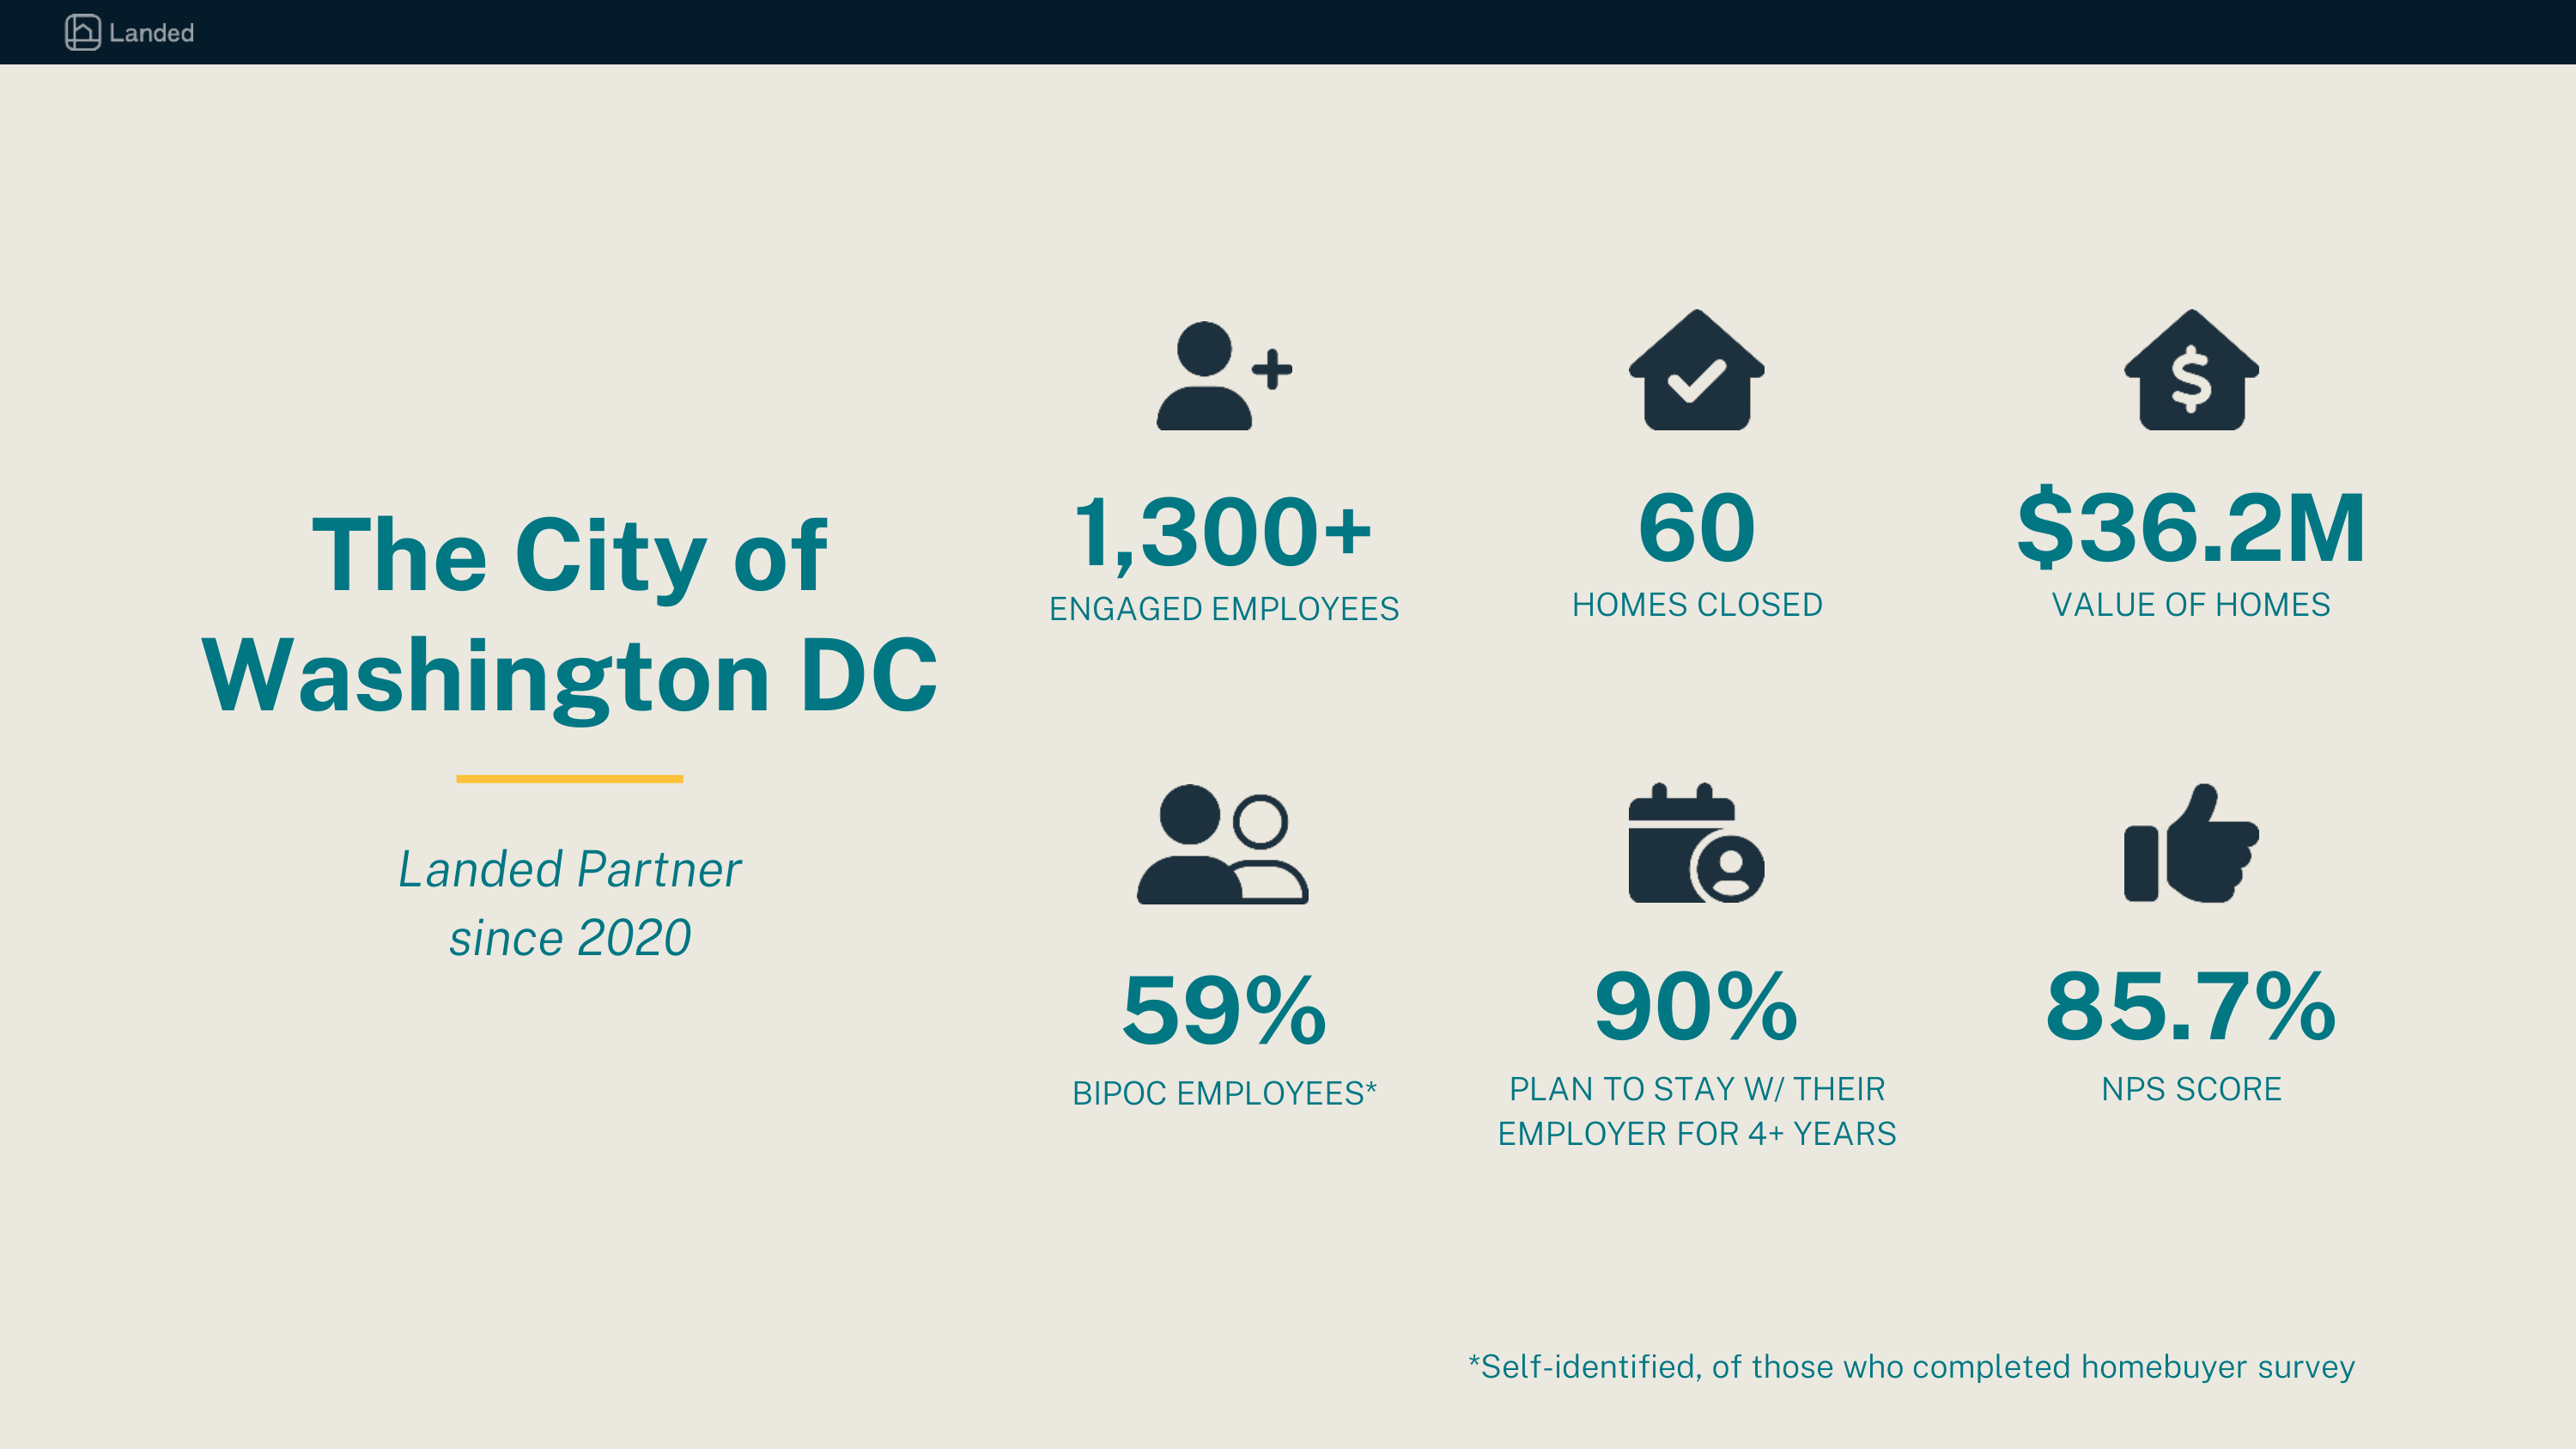 Landed
The City of
Washington DC
Landed Partner
since 2020
1,300+
ENGAGED EMPLOYEES
60
HOMES CLOSED
$36.2M
VALUE OF HOMES
59%
BIPOC EMPLOYEES*
90%
PLAN TO STAY W/ THEIR
EMPLOYER FOR 4+ YEARS
85.7%
NPS SCORE
*Self-identified, of those who completed homebuyer survey